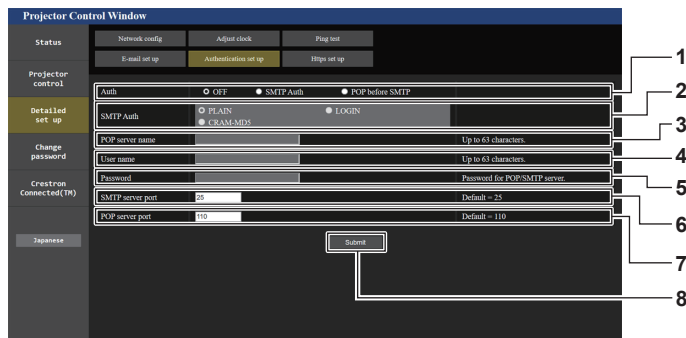 Projector Control Window
Status
Network config
Adjust clock
Ping test
E-mail set up
Authentication set up
Https set up
Projector
control
Detailed
set up
Change
password
Crestron
Connected(TM)
Japanese
Auth OFF SMTP Auth POP before SMTP
SMTP Auth PLAIN LOGIN
CRAM-MD5
POP server name Up to 63 characters.
User name Up to 63 characters.
Password Password for POP/SMTP server.
SMTP server port 25 Default = 25
POP server port 110 Default = 110
Submit
1
2
3
4
5
6
7
8